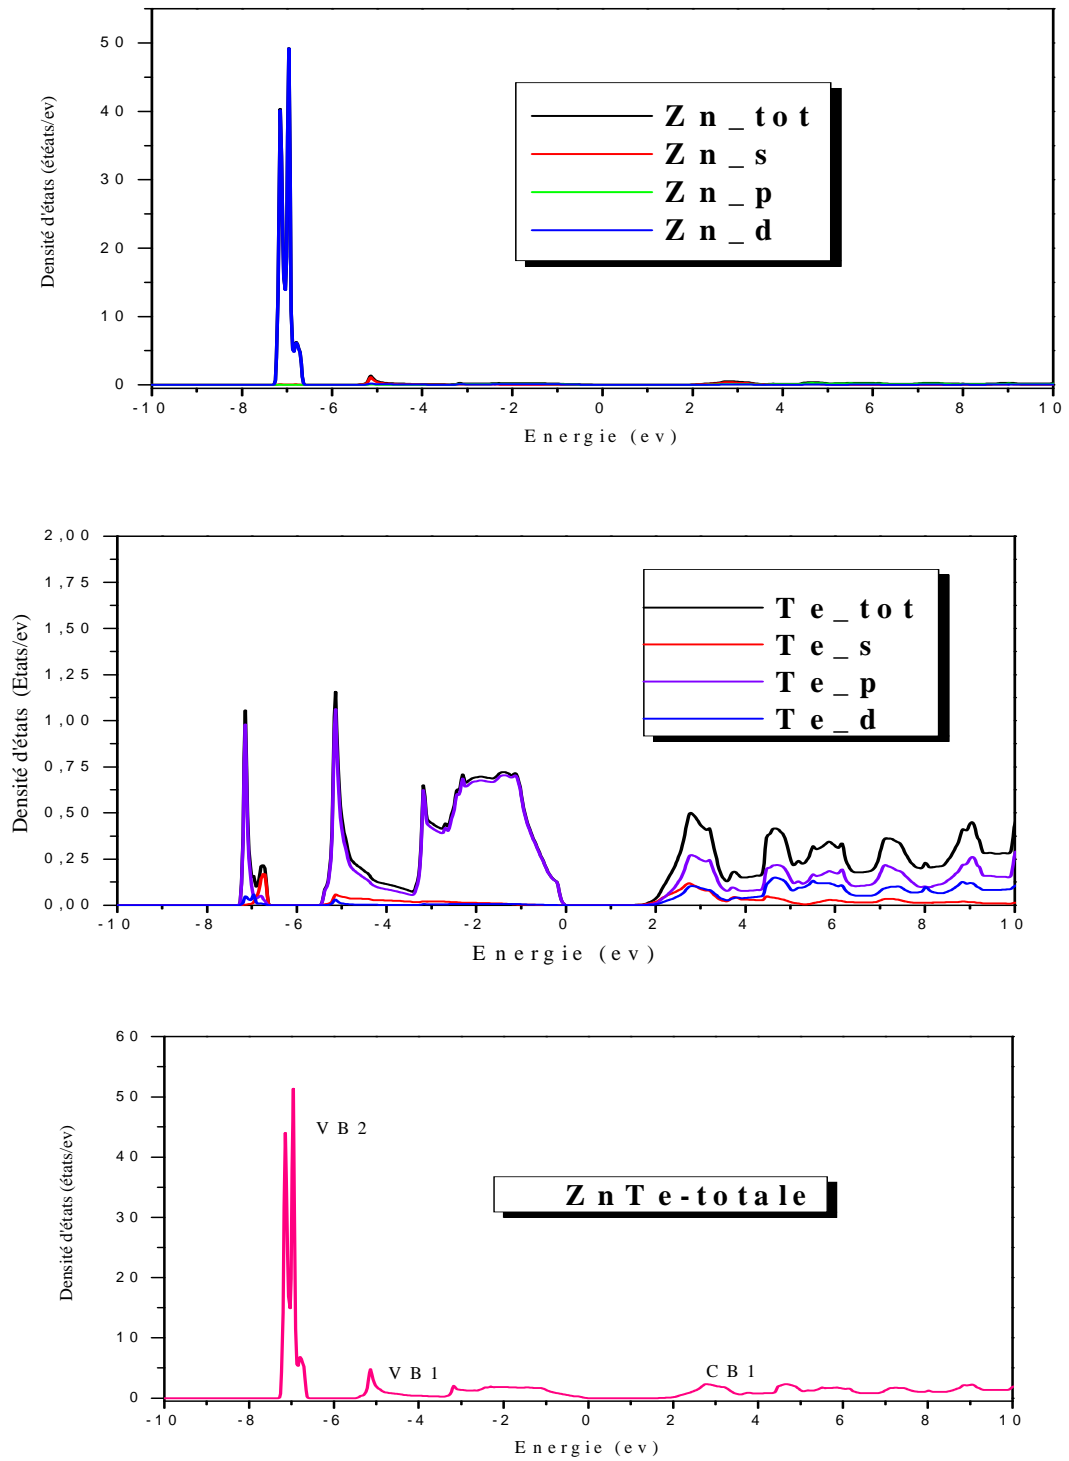 50
40
30
20
10
0
Densité d'états (étéats/ev)
Zn_tot
Zn_s
Zn_p
Zn_d
-10 -8 -6 -4 -2 0 2 4 6 8 10
Energie (ev)
2,00
1,75
1,50
1,25
1,00
0,75
0,50
0,25
0,00
Densité d'états (Etats/ev)
Te_tot
Te_s
Te_p
Te_d
-10 -8 -6 -4 -2 0 2 4 6 8 10
Energie (ev)
60
50
40
30
20
10
0
Densité d'états (états/ev)
VB2
ZnTe-totale
VB1
CB1
-10 -8 -6 -4 -2 0 2 4 6 8 10
Energie (ev)